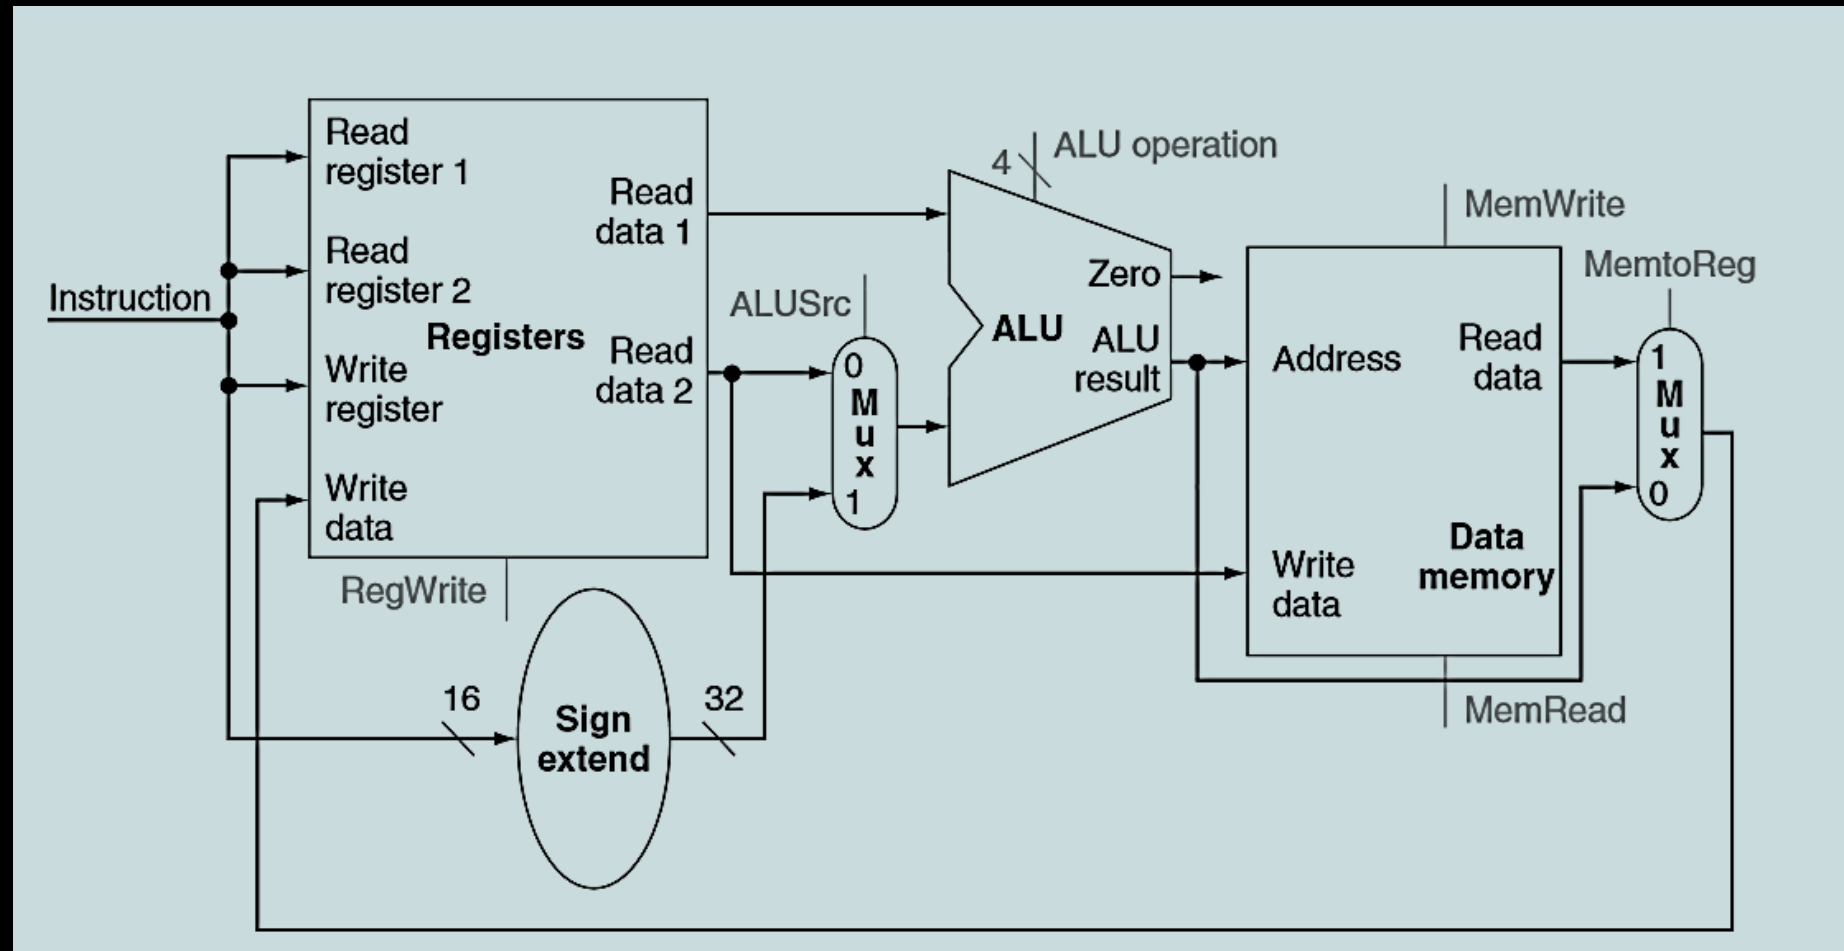 Instruction
Read
register 1
Read
register 2
Registers
Write
register
Write
data
Read
data 1
Read
data 2
RegWrite
16
Sign
extend
32
ALUSrc
0
M
u
x
1
4
ALU operation
Zero
ALU
ALU
result
MemWrite
Address
Read
data
Write
data
Data
memory
MemRead
MemtoReg
1
M
u
x
0